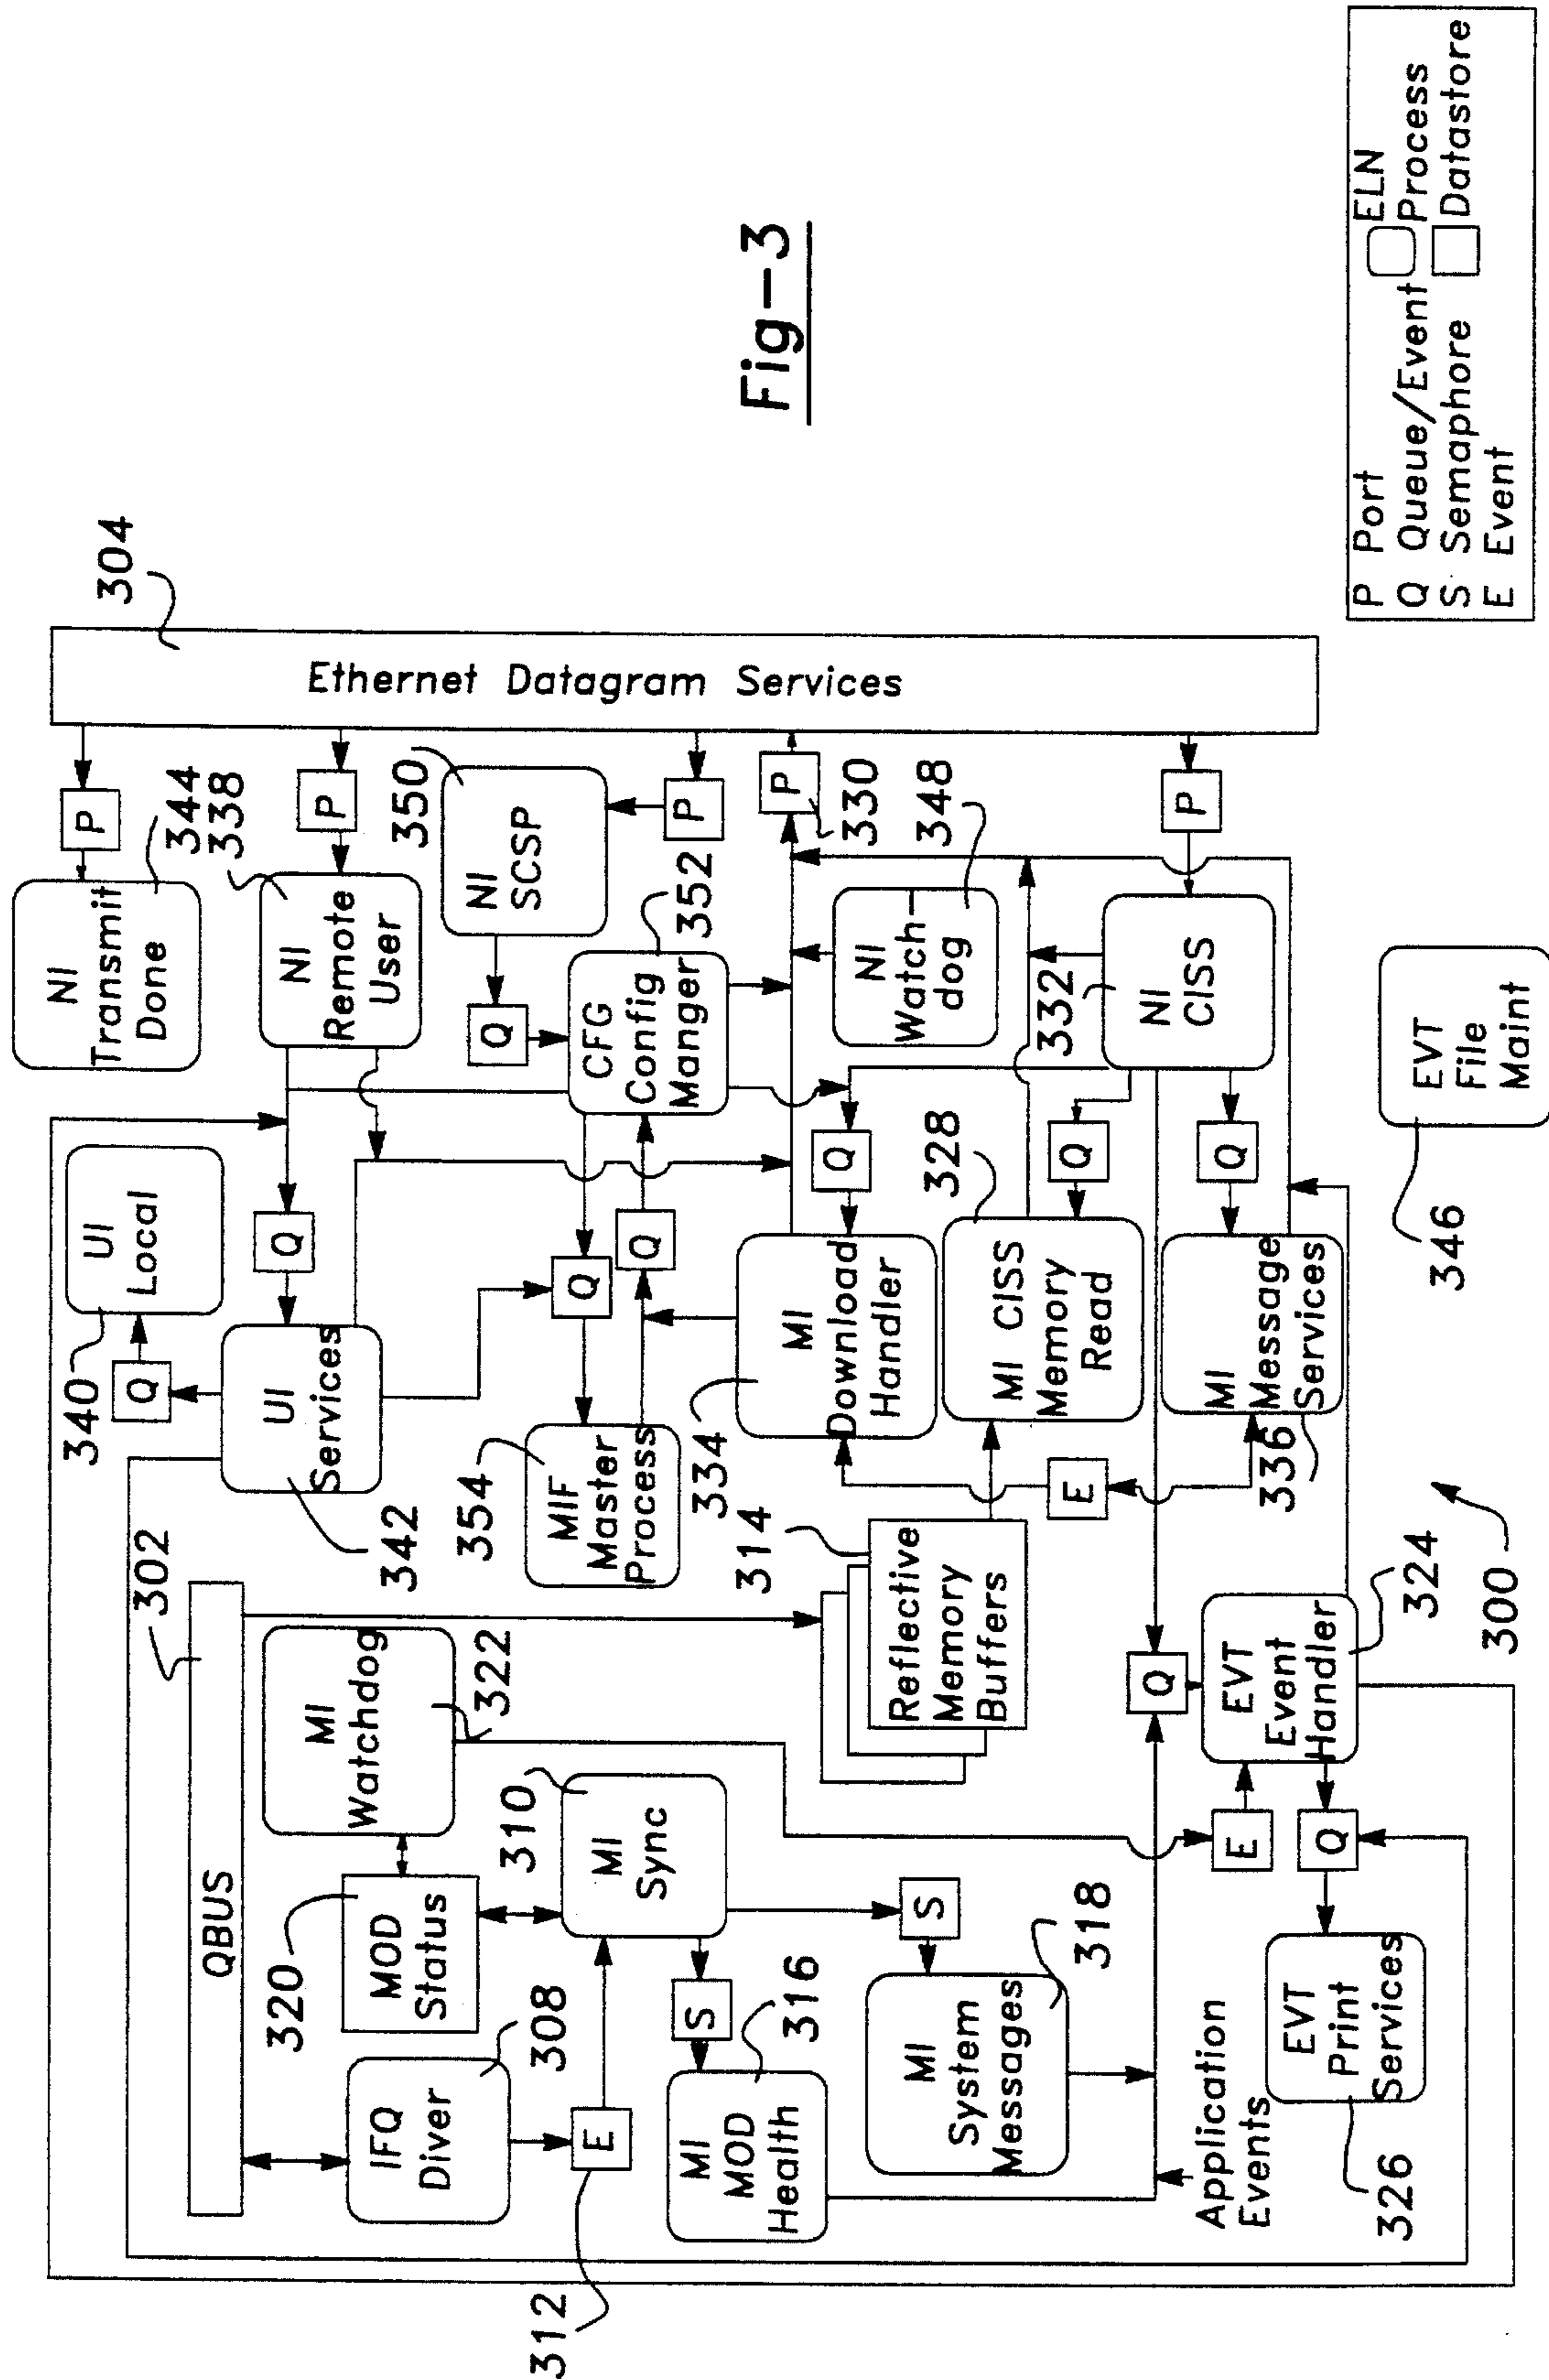 302
QBUS
304
Ethernet Datagram Services
P
NI
Transmit
Done
344
338
P
NI
Remote
User
350
NI
SCSP
P
Q
CFG
Config
Manger
352
P
330
348
NI
Watch-
dog
P
332
NI
CISS
340
UI
Local
Q
Q
UI
Services
342
Q
Q
354
MIF
Master
Process
334
MI
Download
Handler
Q
328
MI CISS
Memory
Read
Q
Q
MI
Message
Services
336
E
346
EVT
File
Maint
314
Reflective
Memory
Buffers
MI
Watchdog
322
320
MOD
Status
310
MI
Sync
308
IFQ
Diver
E
312
S
316
MI
MOD
Health
S
318
MI
System
Messages
Application
Events
Q
EVT
Event
Handler
324
E
Q
EVT
Print
Services
326
300
Fig-3
P Port
Q Queue/Event
S Semaphore
E Event
ELN
Process
Datastore